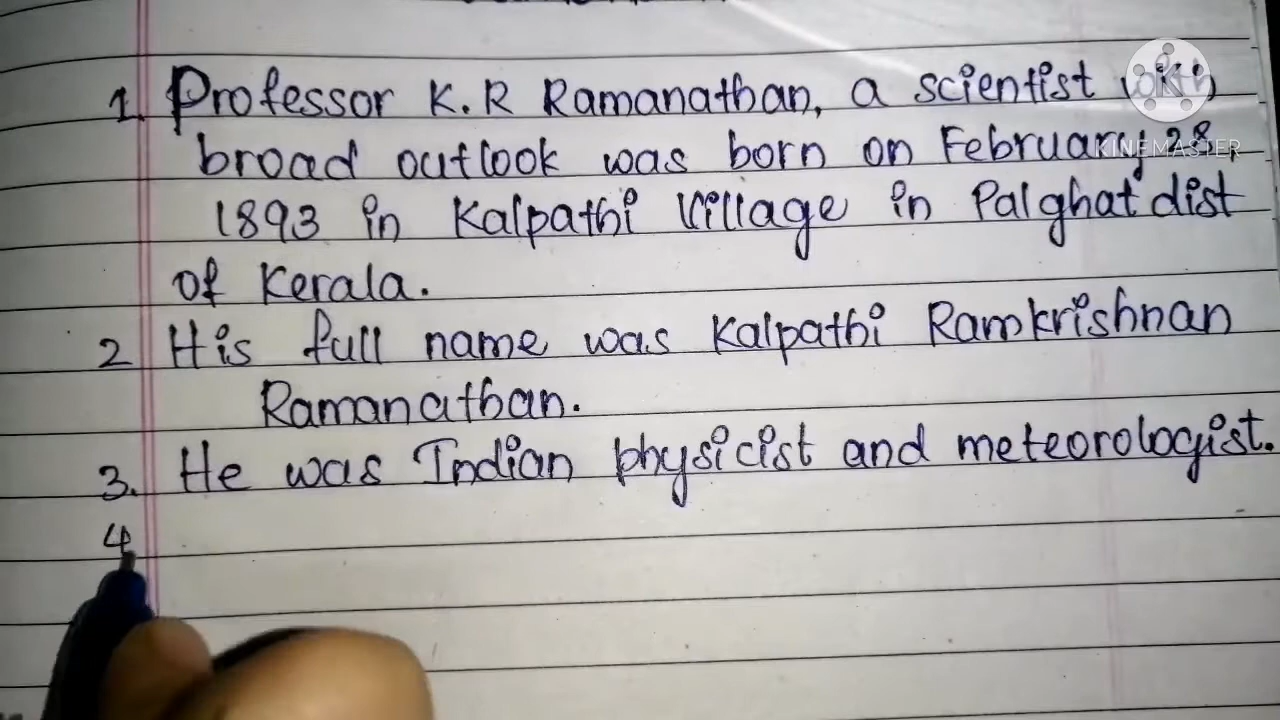 1. Professor K.R Ramanathan, a scientist with
broad outlook was born on February 28,
1893 in Kalpathi Village in Palghat dist
of Kerala.
2 His full name was Kalpathi Ramkrishnan
Ramanathan.
3. He was Indian physicist and meteorologist.
4
K
KINEMASTER